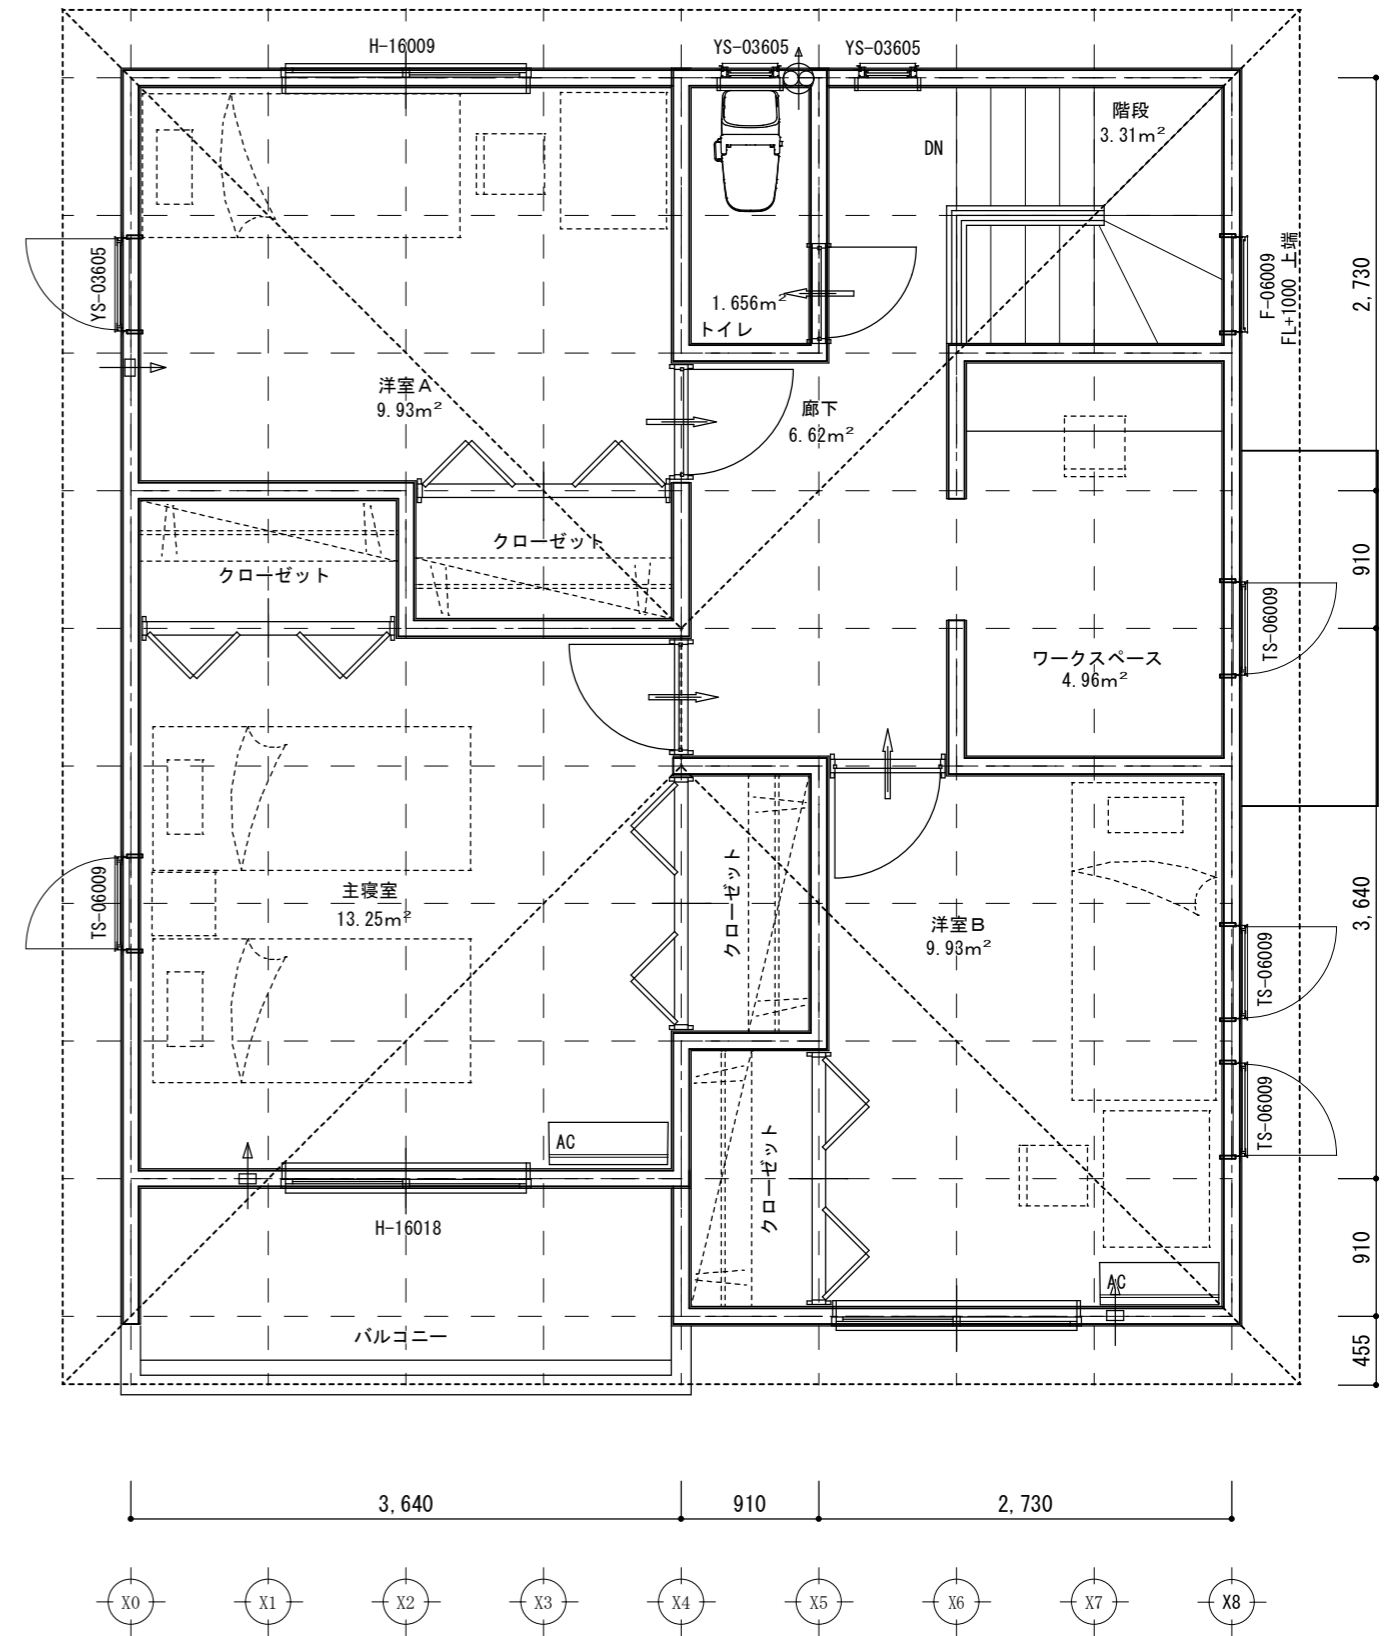 H-16009
YS-03605
YS-03605
階段
3.31m²
DN
YS-03605
F-06009
FL+1000 上端
2,730
1.656m²
トイレ
洋室A
9.93m²
廊下
6.62m²
クローゼット
クローゼット
910
TS-06009
ワークスペース
4.96m²
主寝室
13.25m²
TS-06009
クローゼット
洋室B
9.93m²
TS-06009
3,640
TS-06009
AC
クローゼット
H-16018
AC
910
バルコニー
455
3,640
910
2,730
X0
X1
X2
X3
X4
X5
X6
X7
X8